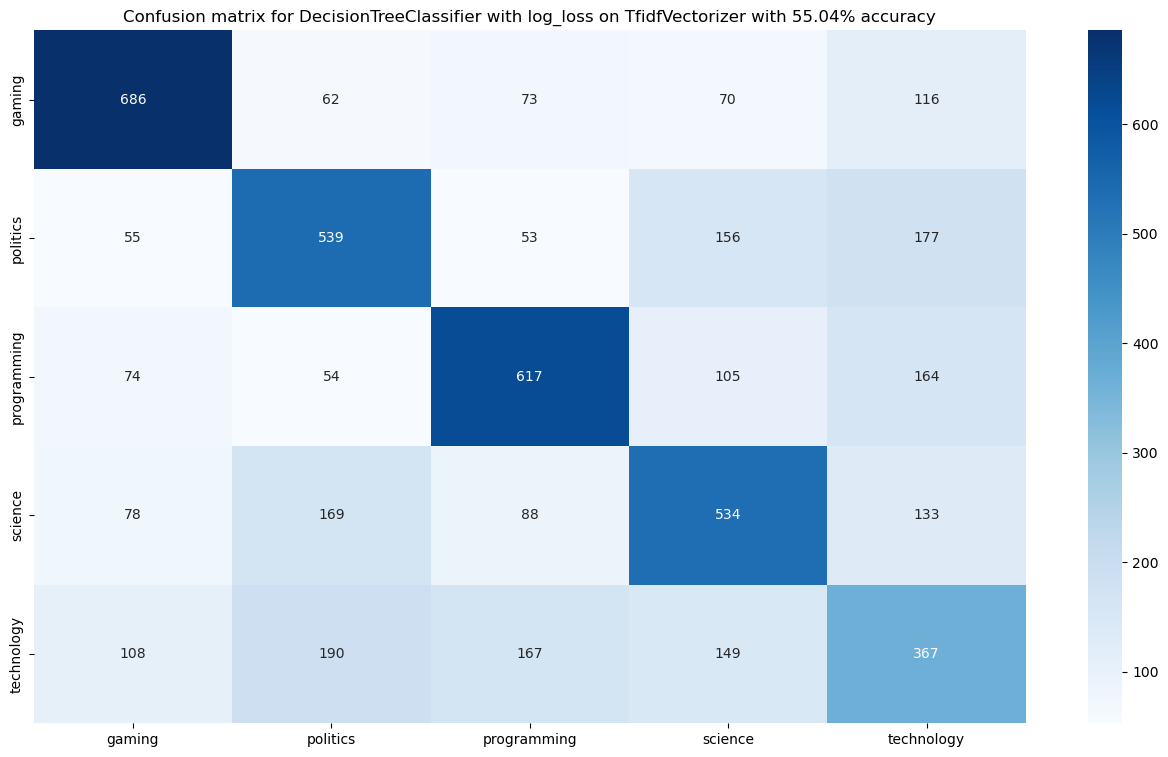 Confusion matrix for DecisionTreeClassifier with log_loss on TfidfVectorizer with 55.04% accuracy
gaming 686 62 73 70 116
politics 55 539 53 156 177
programming 74 54 617 105 164
science 78 169 88 534 133
technology 108 190 167 149 367
gaming politics programming science technology
600
500
400
300
200
100